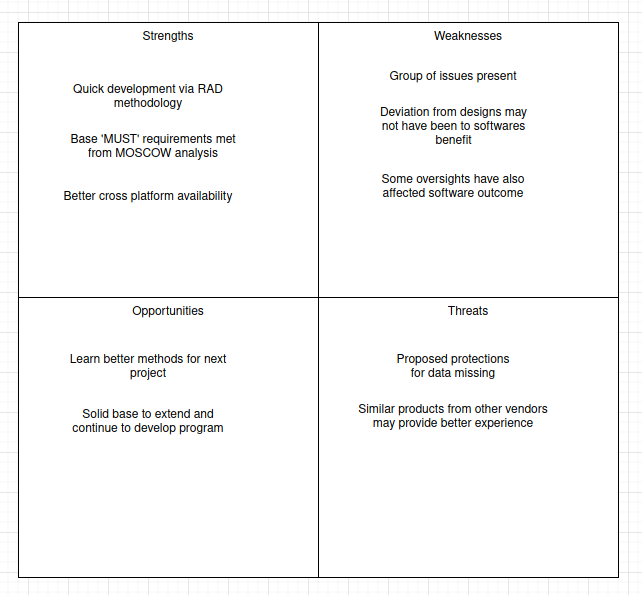 Strengths
Quick development via RAD
methodology
Base 'MUST' requirements met
from MOSCOW analysis
Better cross platform availability
Weaknesses
Group of issues present
Deviation from designs may
not have been to softwares
benefit
Some oversights have also
affected software outcome
Opportunities
Learn better methods for next
project
Solid base to extend and
continue to develop program
Threats
Proposed protections
for data missing
Similar products from other vendors
may provide better experience